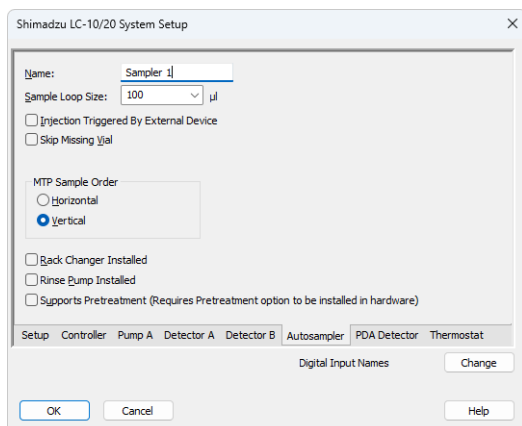 Shimadzu LC-10/20 System Setup
Name: Sampler 1
Sample Loop Size: 100 µl
Injection Triggered By External Device
Skip Missing Vial
MTP Sample Order
Horizontal
Vertical
Rack Changer Installed
Rinse Pump Installed
Supports Pretreatment (Requires Pretreatment option to be installed in hardware)
Setup Controller Pump A Detector A Detector B Autosampler PDA Detector Thermostat
Digital Input Names Change
OK Cancel Help